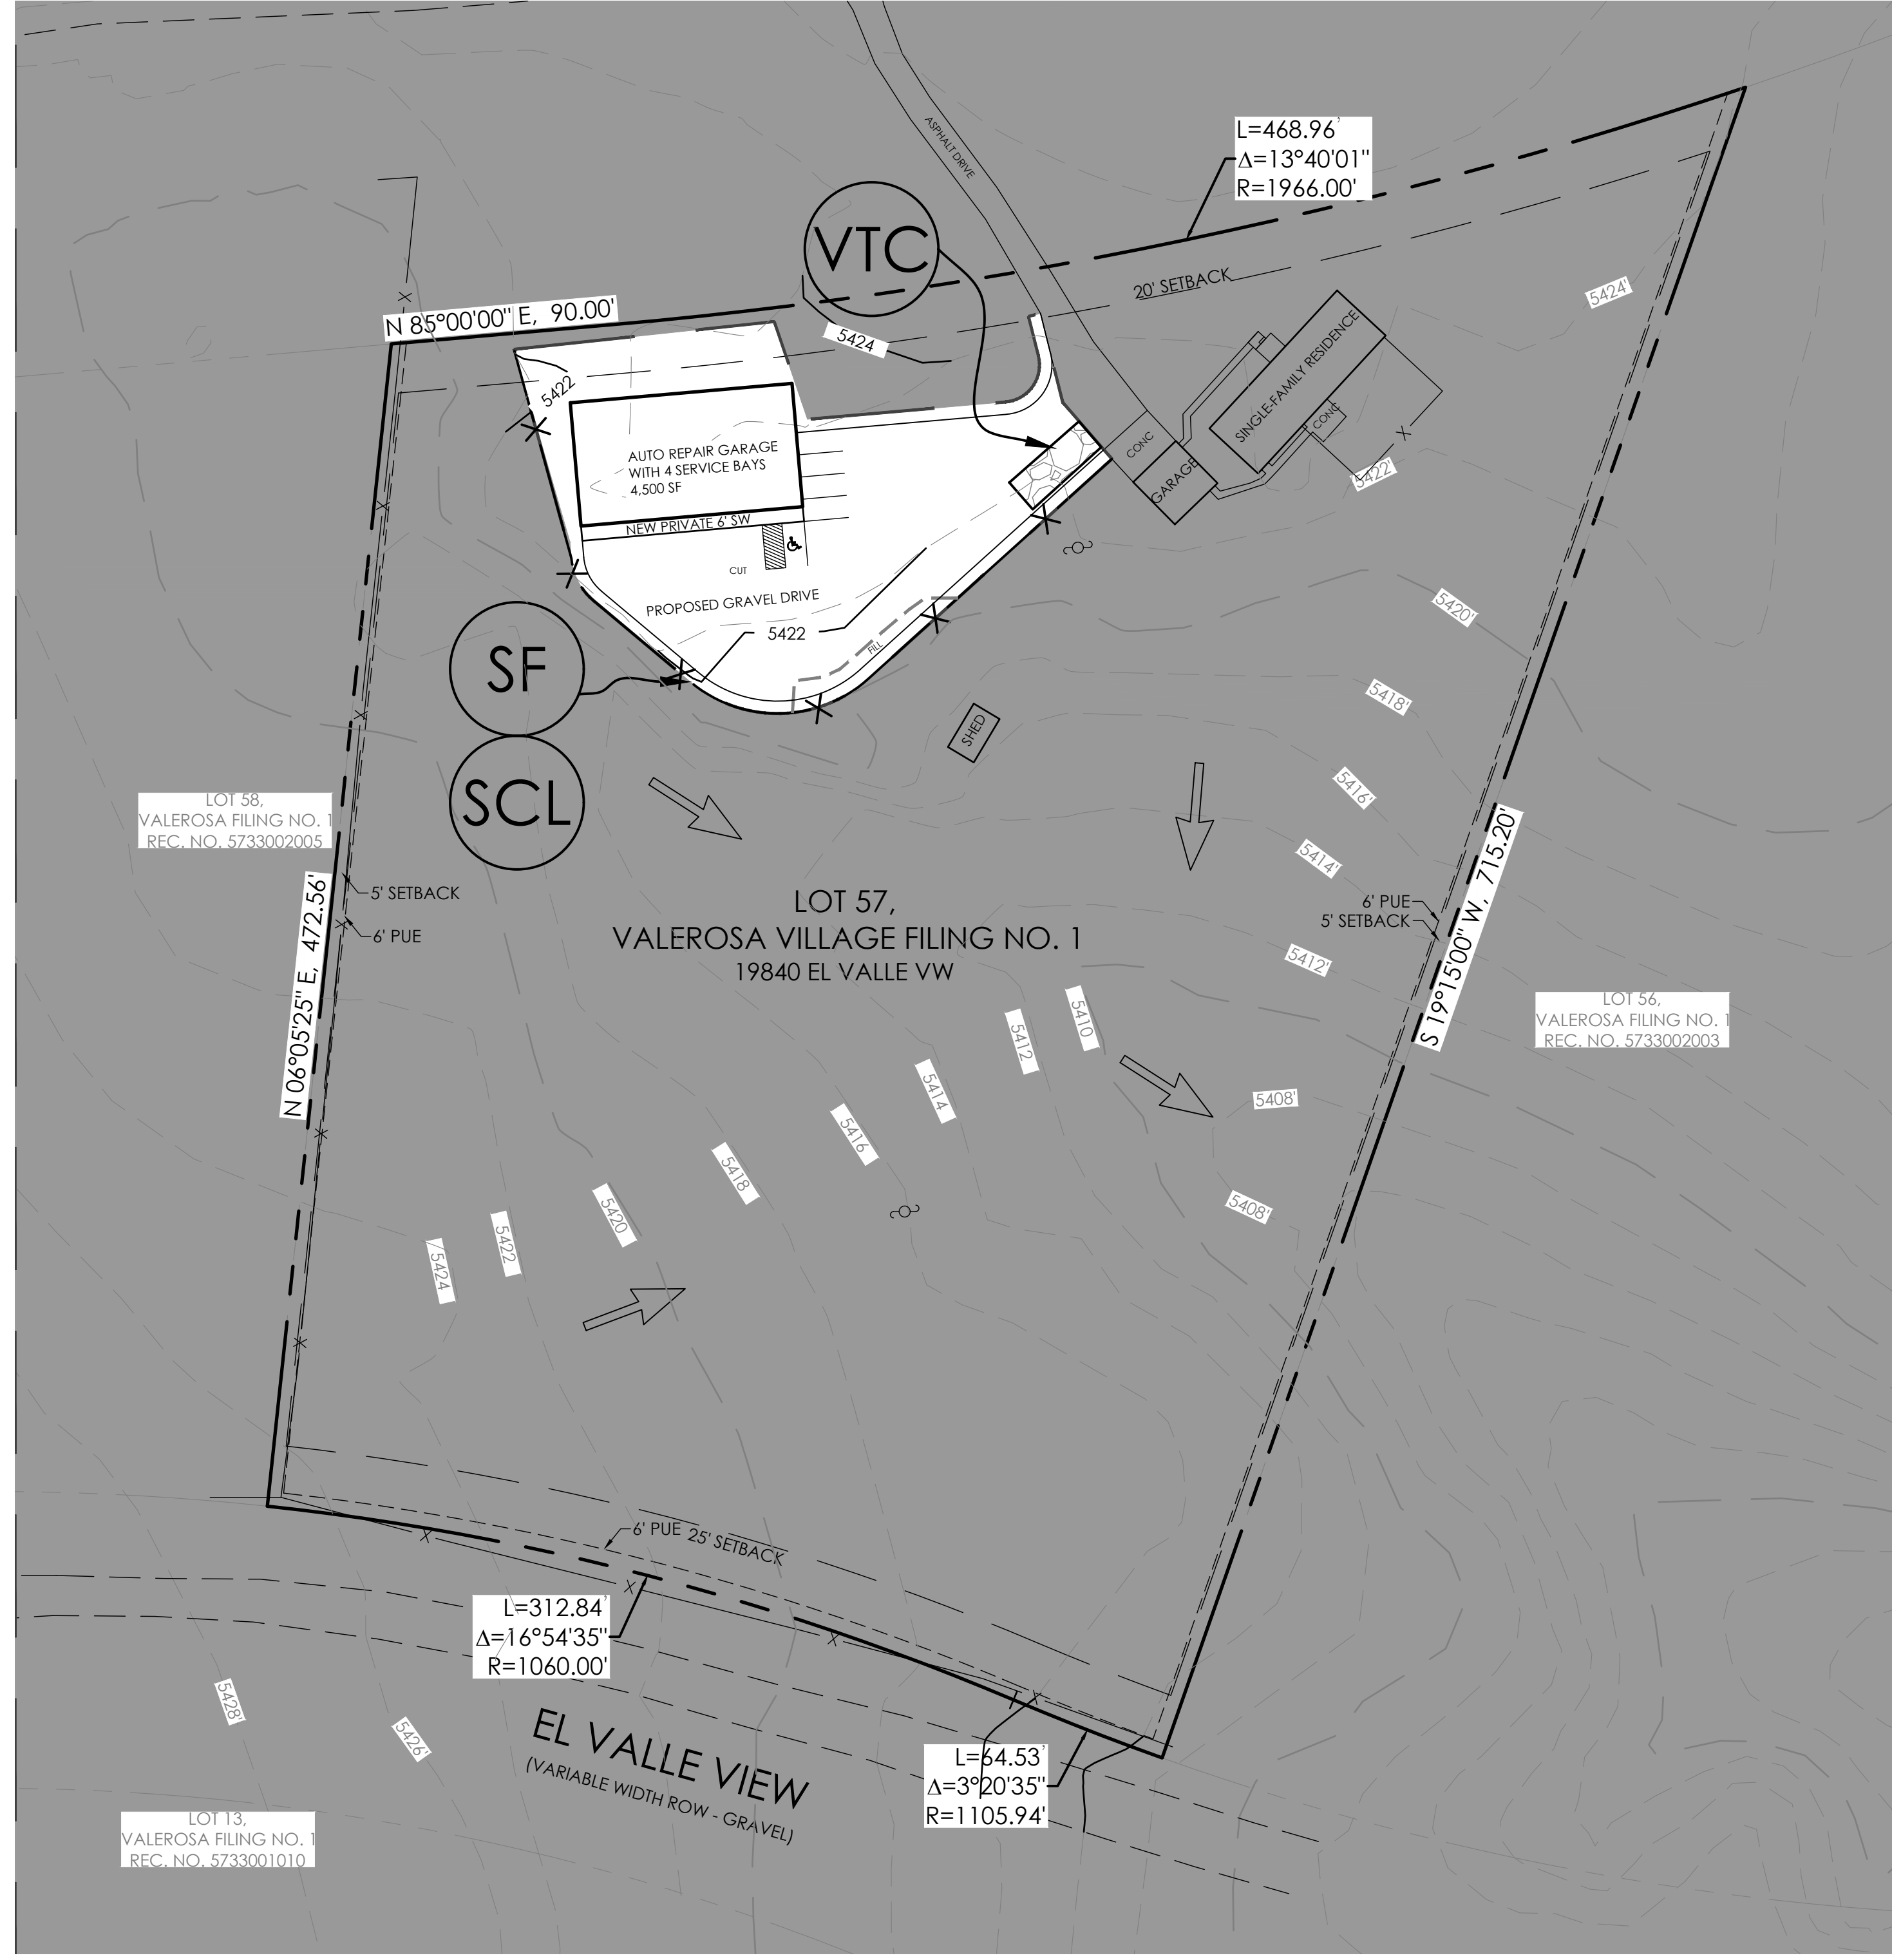 ASPHALT DRIVE
L=468.96'
Δ=13°40'01"
R=1966.00'
VTC
20' SETBACK
5424'
N 85°00'00" E, 90.00'
5424
5422
SINGLE-FAMILY RESIDENCE
CONC
CONC
GARAGE
5422'
AUTO REPAIR GARAGE
WITH 4 SERVICE BAYS
4,500 SF
NEW PRIVATE 6' SW
CUT
PROPOSED GRAVEL DRIVE
5422
FILL
5420'
SF
5418'
SHED
SCL
5416'
LOT 58,
VALEROSA FILING NO. 1
REC. NO. 5733002005
5414'
5' SETBACK
6' PUE
N 06°05'25" E, 472.56'
LOT 57,
VALEROSA VILLAGE FILING NO. 1
19840 EL VALLE VW
6' PUE
5' SETBACK
S 19°15'00" W, 715.20'
5412'
LOT 56,
VALEROSA FILING NO. 1
REC. NO. 5733002003
5410
5412
5414
5408'
5416
5418
5420
5408'
5422
5424
6' PUE
25' SETBACK
L=312.84'
Δ=16°54'35"
R=1060.00'
5428'
5426'
EL VALLE VIEW
(VARIABLE WIDTH ROW - GRAVEL)
L=64.53'
Δ=3°20'35"
R=1105.94'
LOT 13,
VALEROSA FILING NO. 1
REC. NO. 5733001010